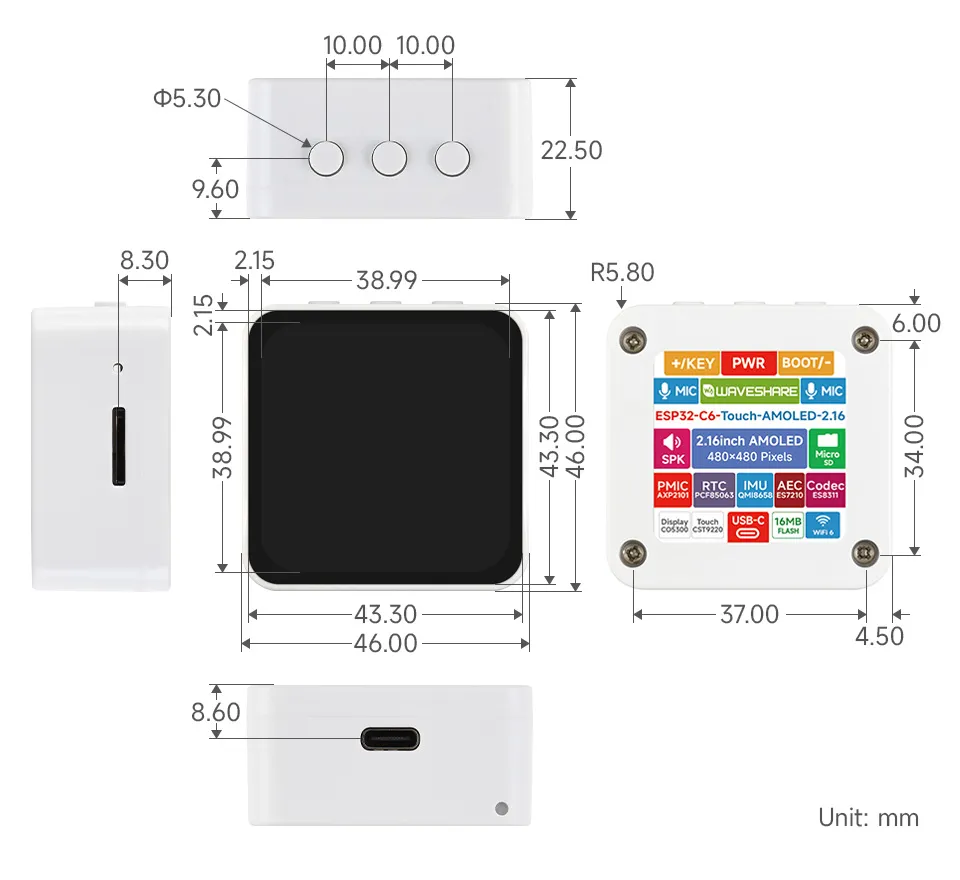 10.00 10.00
Φ5.30
22.50
9.60
8.30
2.15
38.99
2.15
38.99
43.30
46.00
43.30
46.00
R5.80
6.00
34.00
37.00
4.50
+/KEY PWR BOOT/-
MIC WAVESHARE MIC
ESP32-C6-Touch-AMOLED-2.16
SPK
2.16inch AMOLED
480×480 Pixels
Micro
SD
PMIC
AXP2101
RTC
PCF85063
IMU
QMI8658
AEC
ES7210
Codec
ES8311
Display
CO5300
Touch
CST9220
USB-C
16MB
FLASH
WIFI 6
8.60
Unit: mm